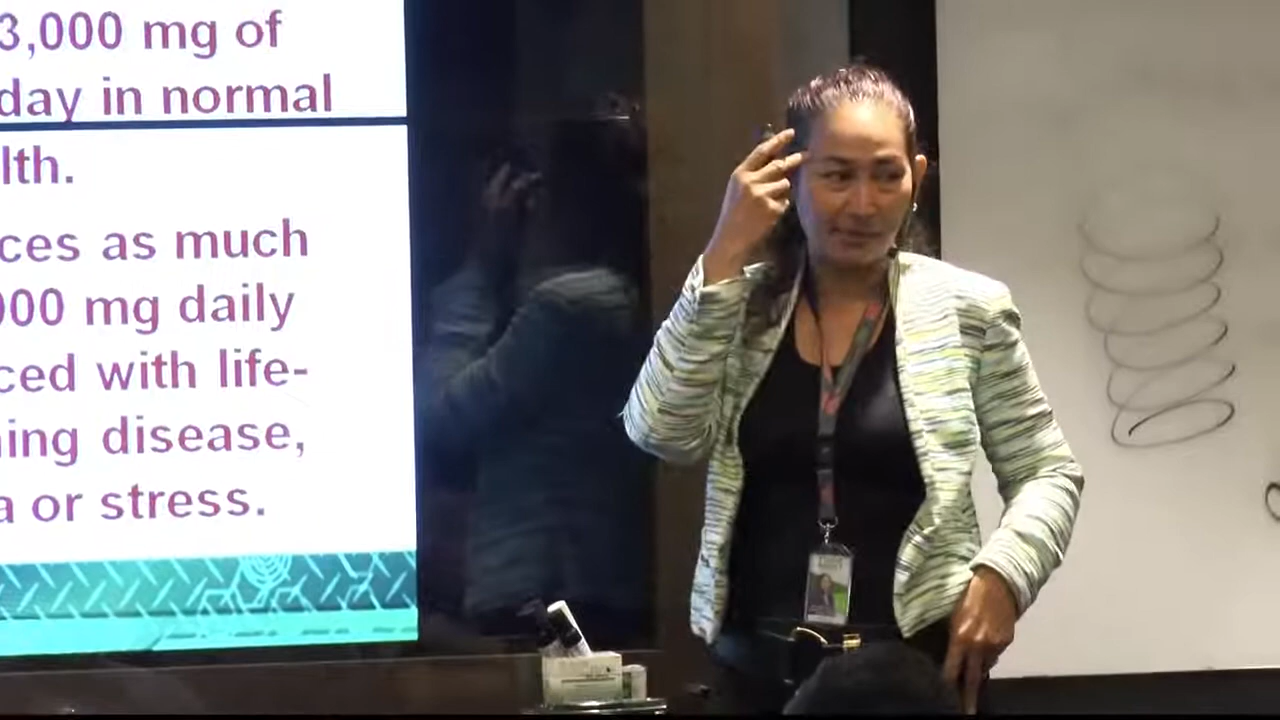 3,000 mg of
day in normal
lth.
ces as much
000 mg daily
ced with life-
ning disease,
a or stress.